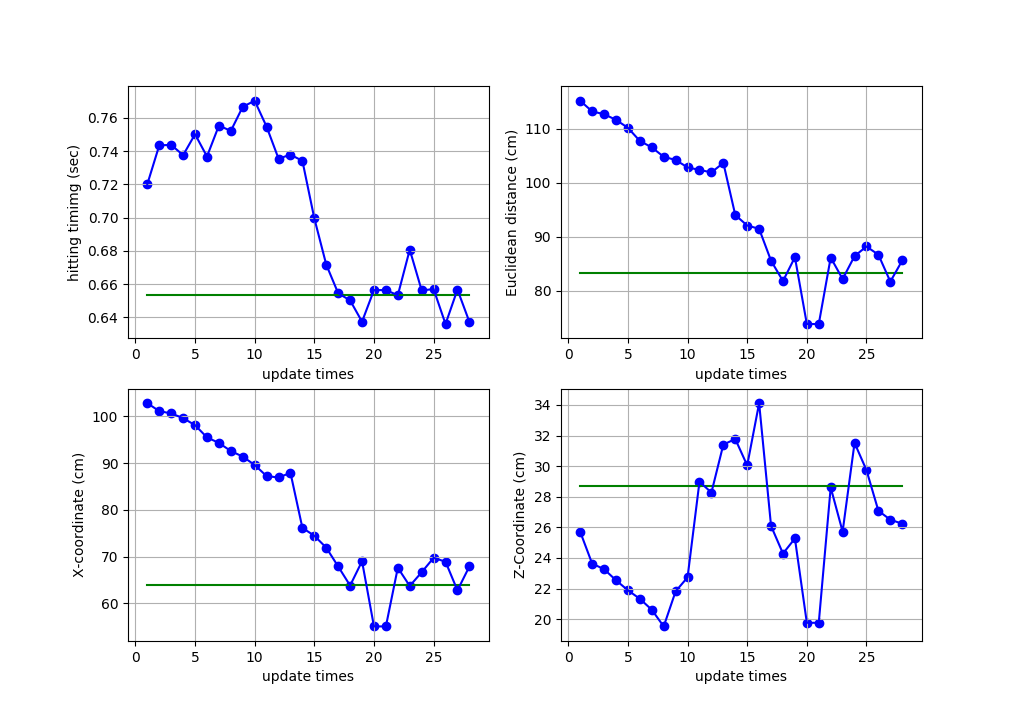 hitting timimg (sec)
0.76
0.74
0.72
0.70
0.68
0.66
0.64
0 5 10 15 20 25
update times
Euclidean distance (cm)
110
100
90
80
0 5 10 15 20 25
update times
X-coordinate (cm)
100
90
80
70
60
0 5 10 15 20 25
update times
Z-Coordinate (cm)
34
32
30
28
26
24
22
20
0 5 10 15 20 25
update times